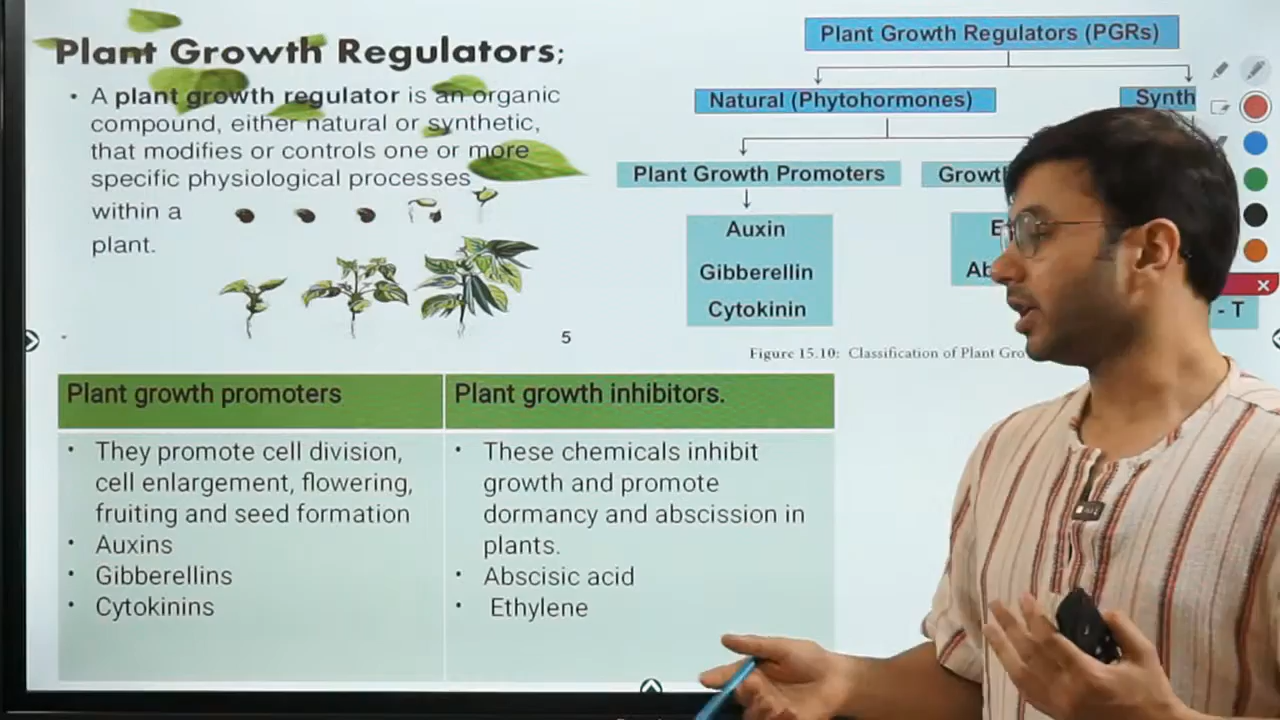 Plant Growth Regulators;
• A plant growth regulator is an organic
compound, either natural or synthetic,
that modifies or controls one or more
specific physiological processes
within a
plant.
5
Plant Growth Regulators (PGRs)
Natural (Phytohormones)
Plant Growth Promoters
Auxin
Gibberellin
Cytokinin
- T
Figure 15.10: Classification of Plant
Plant growth promoters
• They promote cell division,
cell enlargement, flowering,
fruiting and seed formation
• Auxins
• Gibberellins
• Cytokinins
Plant growth inhibitors.
• These chemicals inhibit
growth and promote
dormancy and abscission in
plants.
• Abscisic acid
• Ethylene